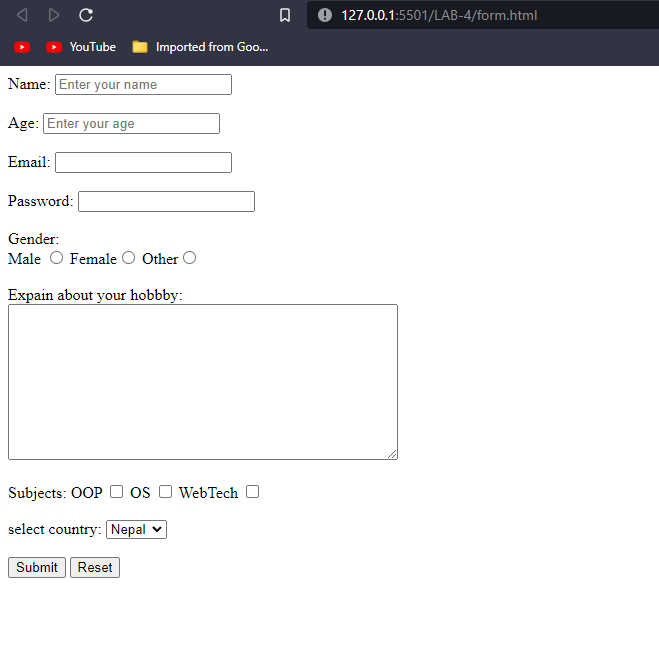 127.0.0.1:5501/LAB-4/form.html
YouTube Imported from Goo...
Name: Enter your name
Age: Enter your age
Email:
Password:
Gender:
Male Female Other
Expain about your hobbby:
Subjects: OOP OS WebTech
select country: Nepal
Submit Reset